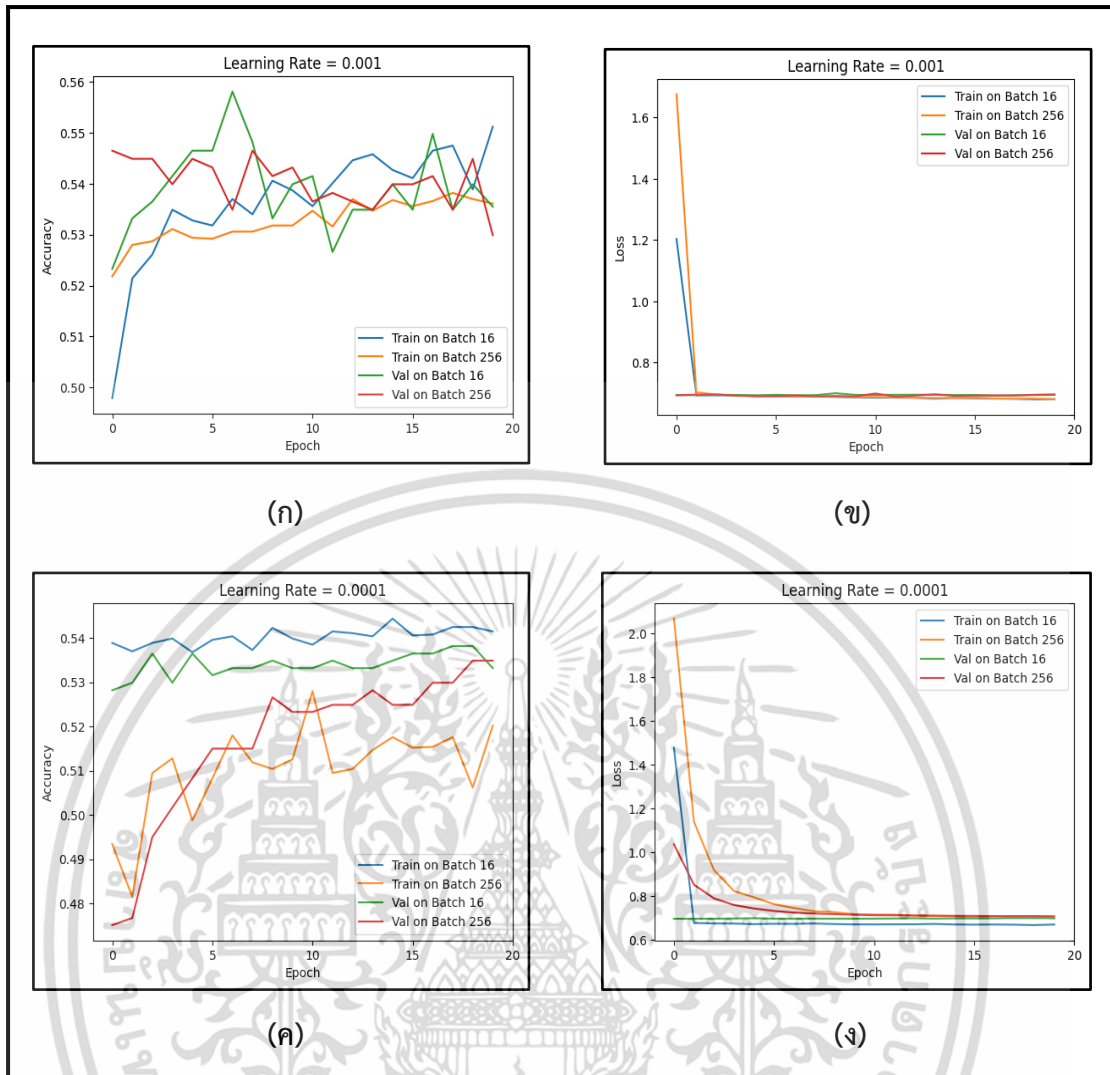 Learning Rate = 0.001
0.56
0.55
0.54
0.53
0.52
0.51
0.50
Accuracy
0
5
10
15
20
Epoch
Train on Batch 16
Train on Batch 256
Val on Batch 16
Val on Batch 256
(ก)
Learning Rate = 0.001
1.6
1.4
1.2
1.0
0.8
Loss
0
5
10
15
20
Epoch
Train on Batch 16
Train on Batch 256
Val on Batch 16
Val on Batch 256
(ข)
Learning Rate = 0.0001
0.54
0.53
0.52
0.51
0.50
0.49
0.48
Accuracy
0
5
10
15
20
Epoch
Train on Batch 16
Train on Batch 256
Val on Batch 16
Val on Batch 256
(ค)
Learning Rate = 0.0001
2.0
1.8
1.6
1.4
1.2
1.0
0.8
0.6
Loss
0
5
10
15
20
Epoch
Train on Batch 16
Train on Batch 256
Val on Batch 16
Val on Batch 256
(ง)